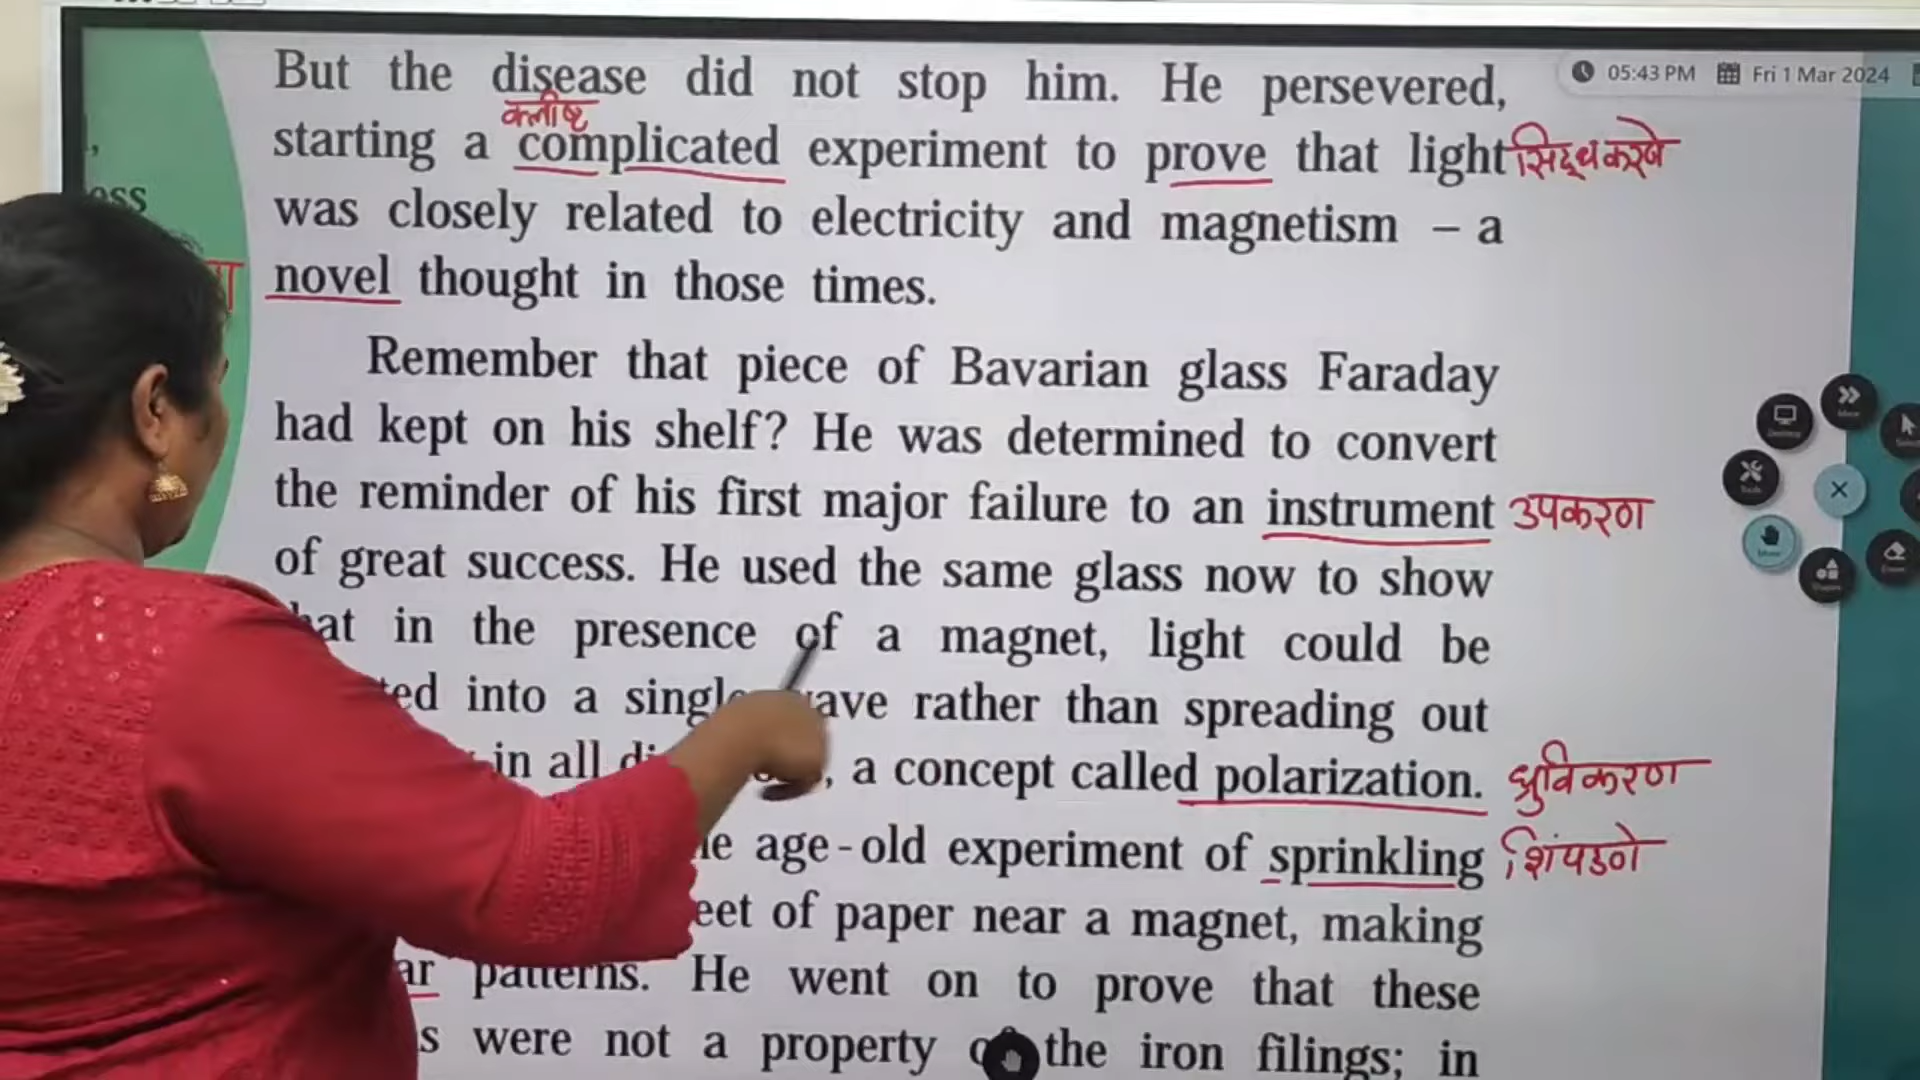 05:43 PM Fri 1 Mar 2024
But the disease did not stop him. He persevered,
क्लीष्ट
starting a complicated experiment to prove that light सिद्ध करणे
was closely related to electricity and magnetism – a
novel thought in those times.
Remember that piece of Bavarian glass Faraday
had kept on his shelf? He was determined to convert
the reminder of his first major failure to an instrument उपकरण
of great success. He used the same glass now to show
in the presence of a magnet, light could be
into a single wave rather than spreading out
in all , a concept called polarization. ध्रुविकरण
age-old experiment of sprinkling शिंपडणे
of paper near a magnet, making
patterns. He went on to prove that these
were not a property the iron filings; in